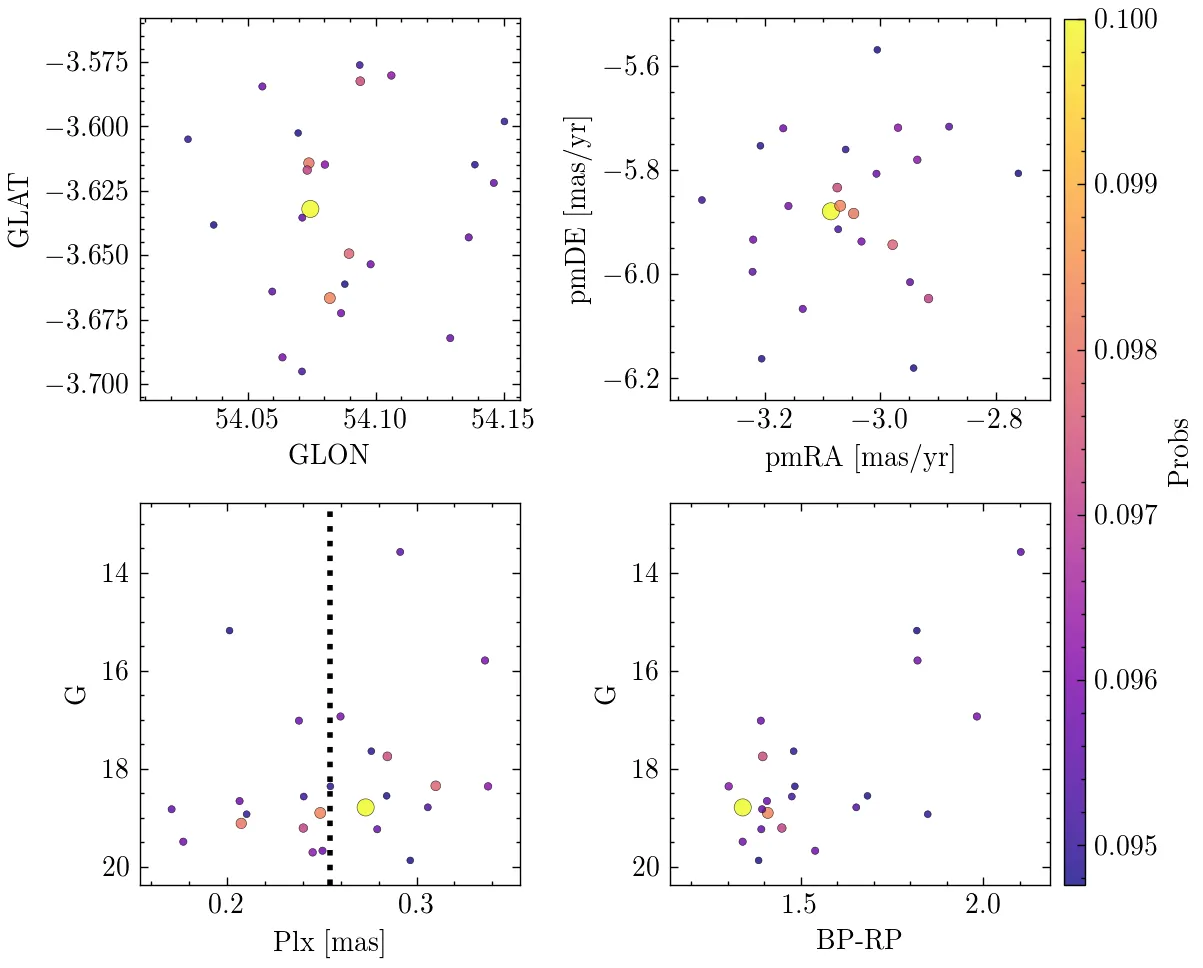 −3.575
−3.600
−3.625
−3.650
−3.675
−3.700
GLAT
54.05 54.10 54.15
GLON
−5.6
−5.8
−6.0
−6.2
pmDE [mas/yr]
−3.2 −3.0 −2.8
pmRA [mas/yr]
14
16
18
20
G
0.2 0.3
Plx [mas]
14
16
18
20
G
1.5 2.0
BP-RP
0.100
0.099
0.098
0.097
0.096
0.095
Probs